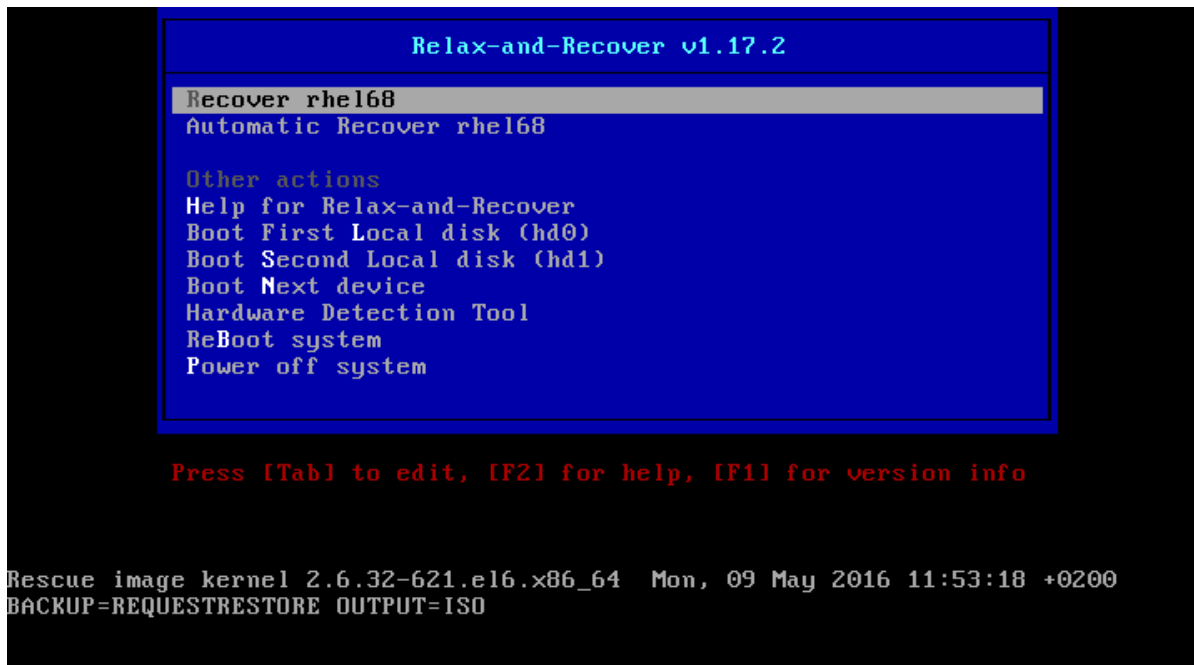 Relax-and-Recover v1.17.2
Recover rhel68
Automatic Recover rhel68
Other actions
Help for Relax-and-Recover
Boot First Local disk (hd0)
Boot Second Local disk (hd1)
Boot Next device
Hardware Detection Tool
ReBoot system
Power off system
Press [Tab] to edit, [F2] for help, [F1] for version info
Rescue image kernel 2.6.32-621.el6.x86_64  Mon, 09 May 2016 11:53:18 +0200
BACKUP=REQUESTRESTORE OUTPUT=ISO